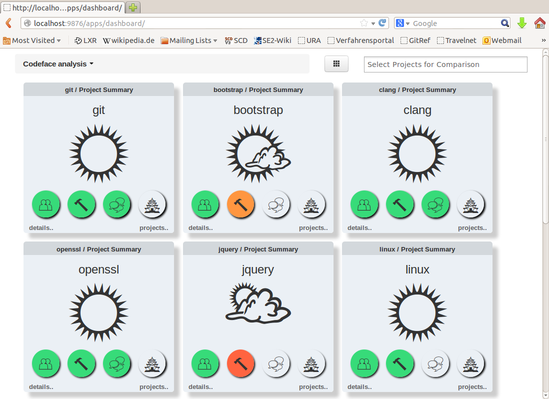 http://localho...pps/dashboard/
localhost:9876/apps/dashboard/
Google
Most Visited
LXR
wikipedia.de
Mailing Lists
SCD
SE2-Wiki
URA
Verfahrensportal
GitRef
Travelnet
Webmail
»
Codeface analysis
Select Projects for Comparison
git / Project Summary
bootstrap / Project Summary
clang / Project Summary
git
bootstrap
clang
details..
projects..
details..
projects..
details..
projects..
openssl / Project Summary
jquery / Project Summary
linux / Project Summary
openssl
jquery
linux
details..
projects..
details..
projects..
details..
projects..